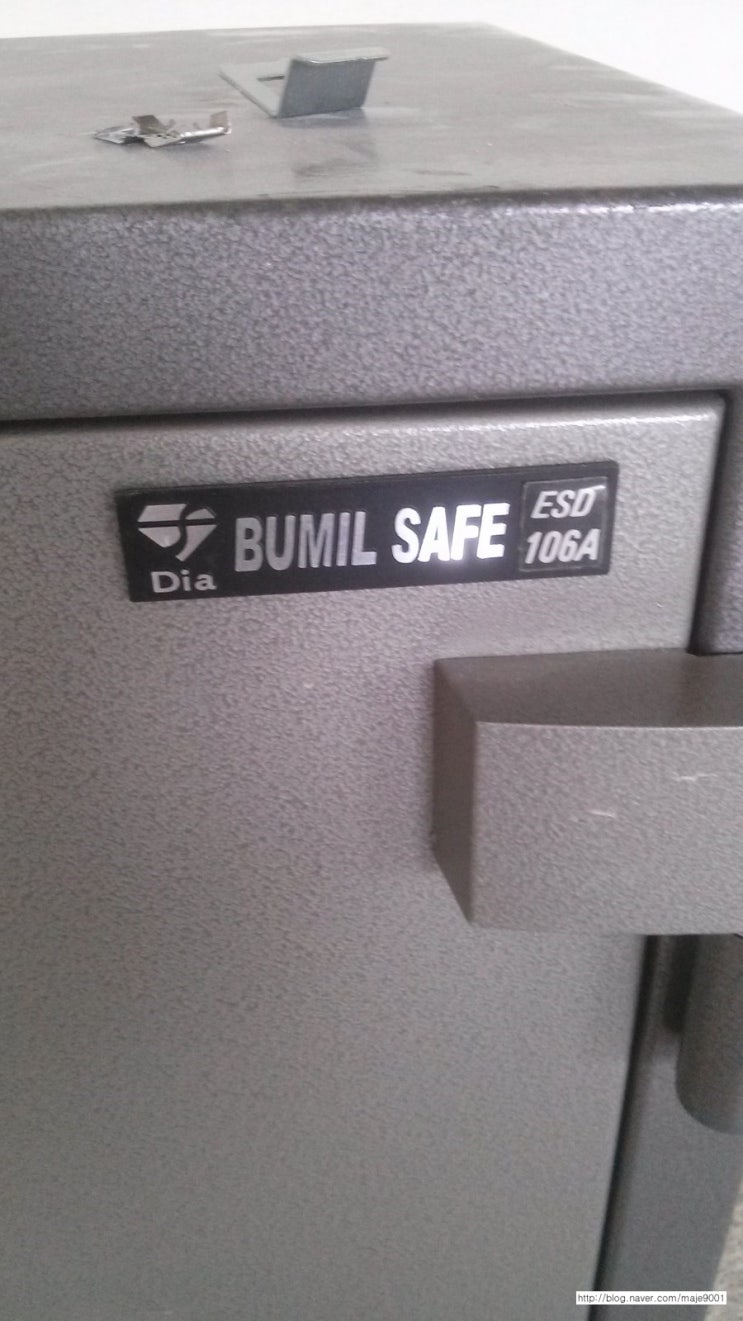 Dia
BUMIL SAFE
ESD
106A
http://blog.naver.com/maje9001